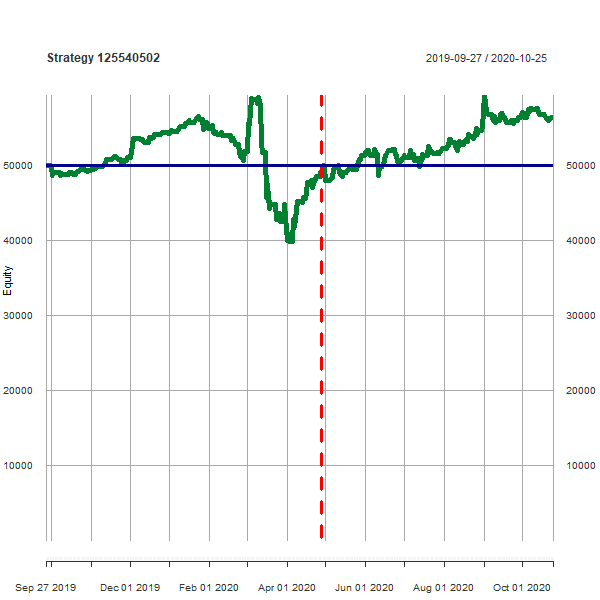 Strategy 125540502
2019-09-27 / 2020-10-25
50000
50000
40000
40000
Equity
30000
30000
20000
20000
10000
10000
Sep 27 2019
Dec 01 2019
Feb 01 2020
Apr 01 2020
Jun 01 2020
Aug 01 2020
Oct 01 2020